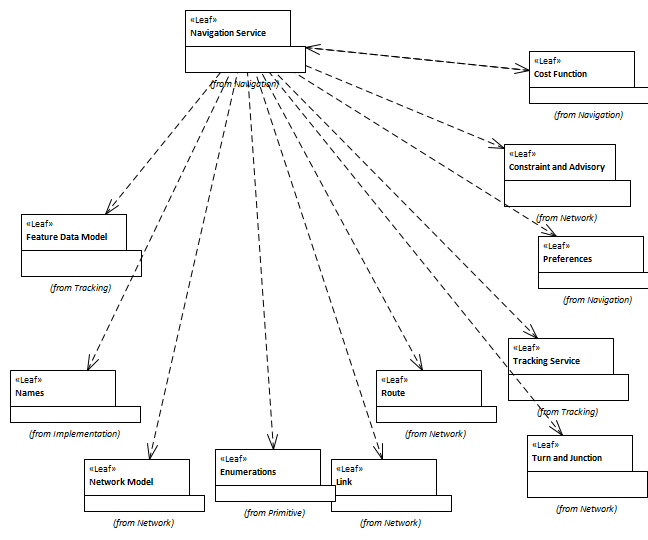 «Leaf»
Navigation Service
(from Navigation)
«Leaf»
Cost Function
(from Navigation)
«Leaf»
Constraint and Advisory
(from Network)
«Leaf»
Feature Data Model
(from Tracking)
«Leaf»
Preferences
(from Navigation)
«Leaf»
Tracking Service
(from Tracking)
«Leaf»
Names
(from Implementation)
«Leaf»
Route
(from Network)
«Leaf»
Turn and Junction
(from Network)
«Leaf»
Network Model
(from Network)
«Leaf»
Enumerations
(from Primitive)
«Leaf»
Link
(from Network)